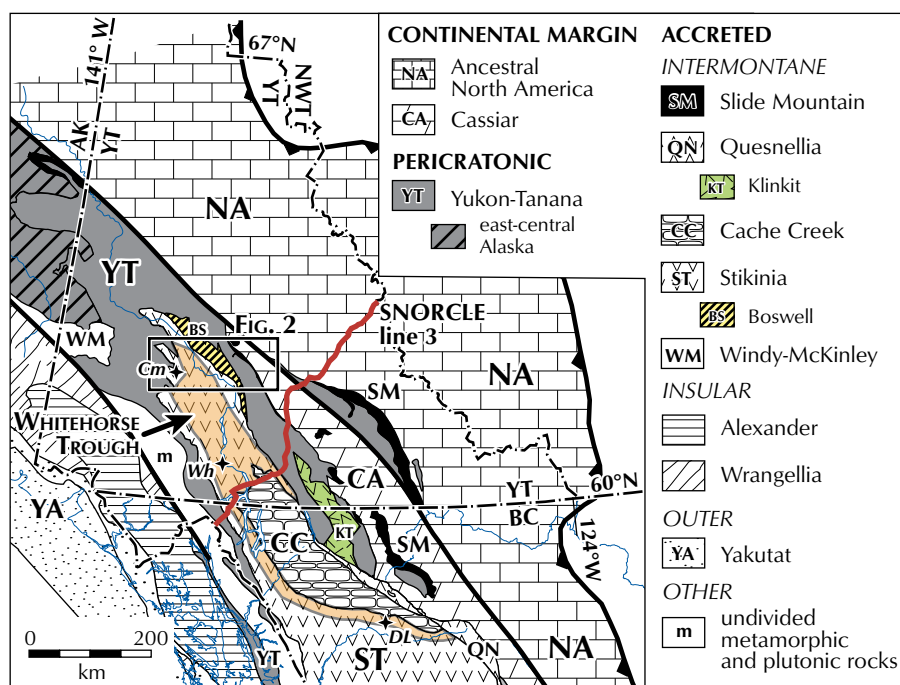 141° W
AK
YT
67°N
NWT
YT
NA
YT
WM
BS
FIG. 2
Cm
SNORCLE
line 3
NA
SM
WHITEHORSE
TROUGH
m
Wh
CA
YT
60°N
BC
YA
CC
KT
SM
124°W
0 200
km
YT
ST
DL
QN
NA
CONTINENTAL MARGIN
NA Ancestral
North America
CA Cassiar
PERICRATONIC
YT Yukon-Tanana
east-central
Alaska
ACCRETED
INTERMONTANE
SM Slide Mountain
QN Quesnellia
KT Klinkit
CC Cache Creek
ST Stikinia
BS Boswell
WM Windy-McKinley
INSULAR
Alexander
Wrangellia
OUTER
YA Yakutat
OTHER
m undivided
metamorphic
and plutonic rocks